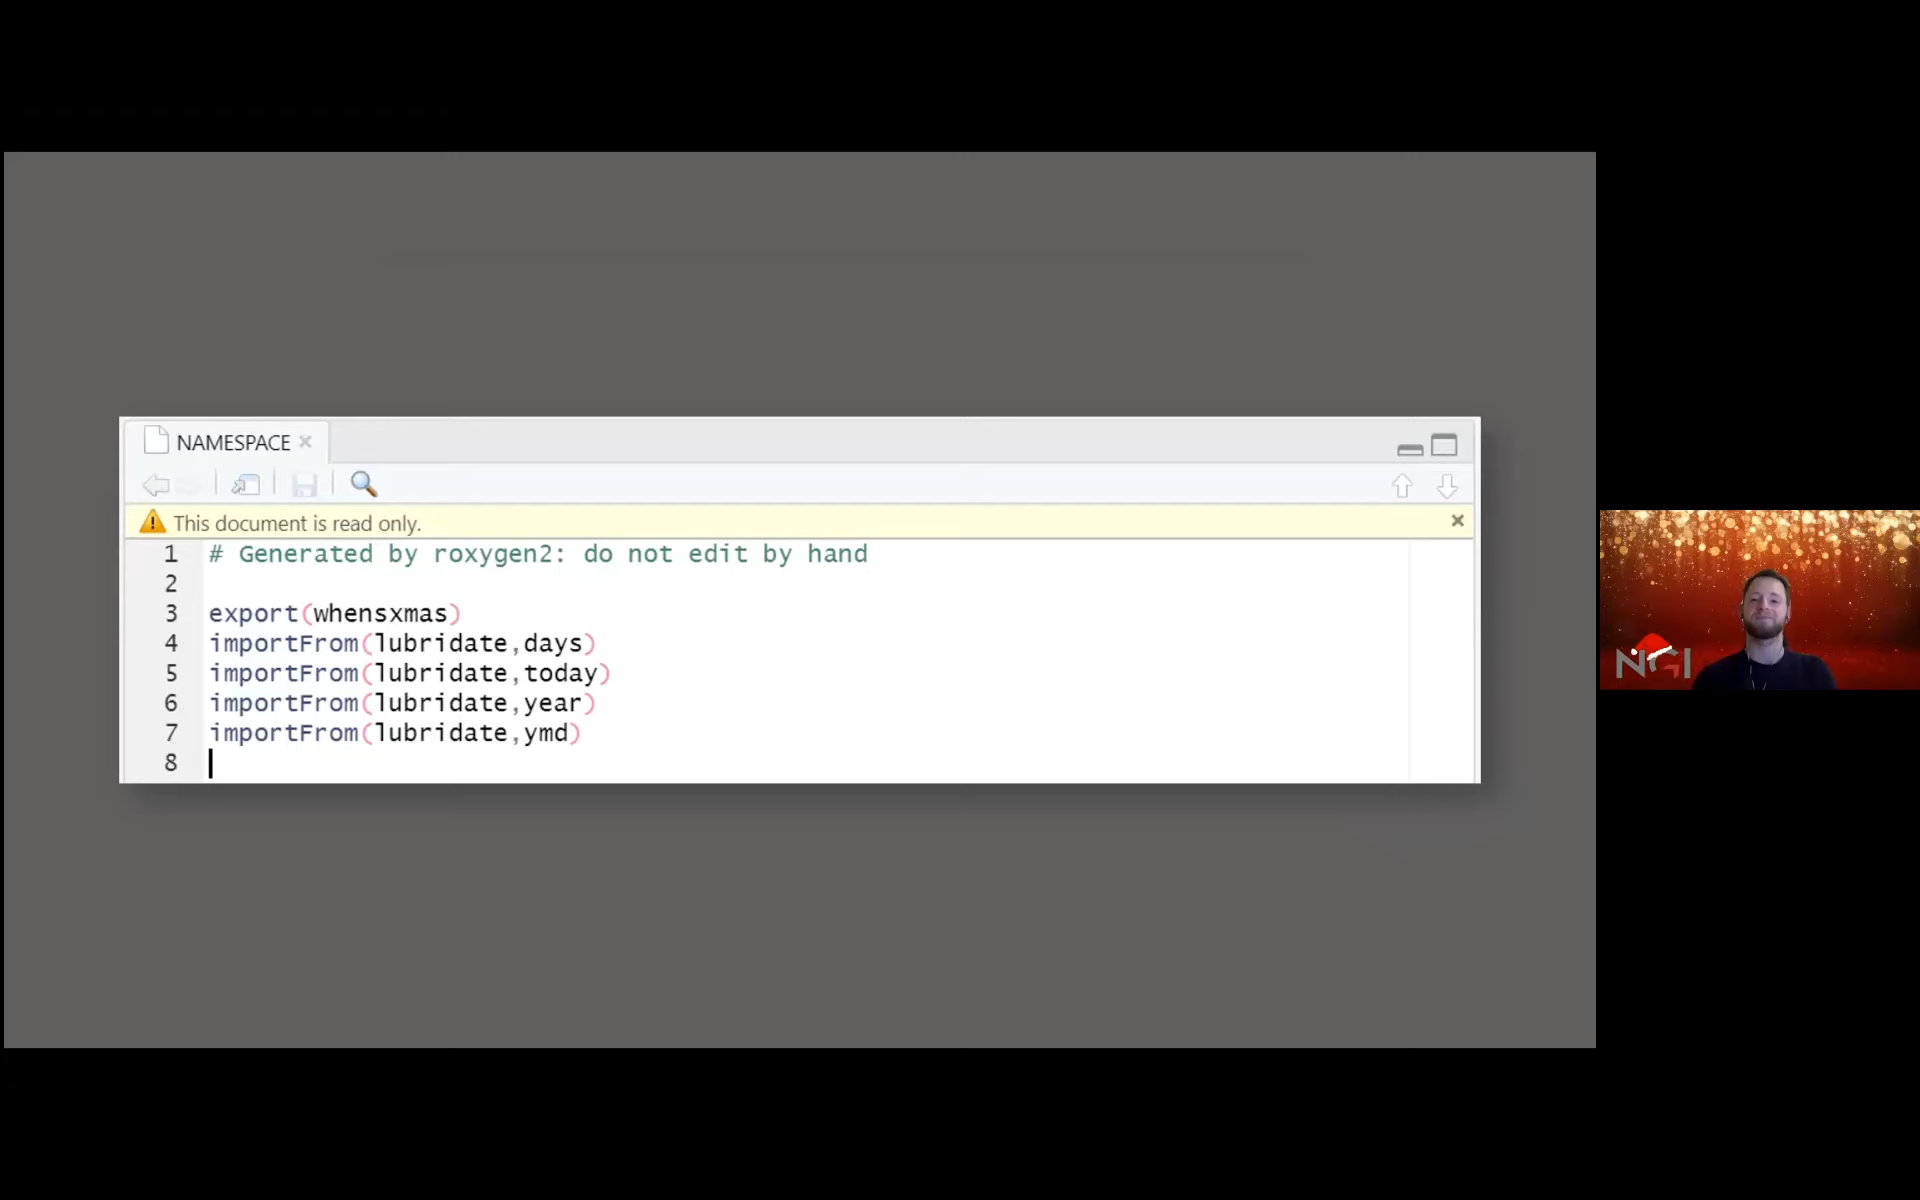 NAMESPACE
This document is read only.
1 # Generated by roxygen2: do not edit by hand
2
3 export(whensxmas)
4 importFrom(lubridate,days)
5 importFrom(lubridate,today)
6 importFrom(lubridate,year)
7 importFrom(lubridate,ymd)
8
NGI